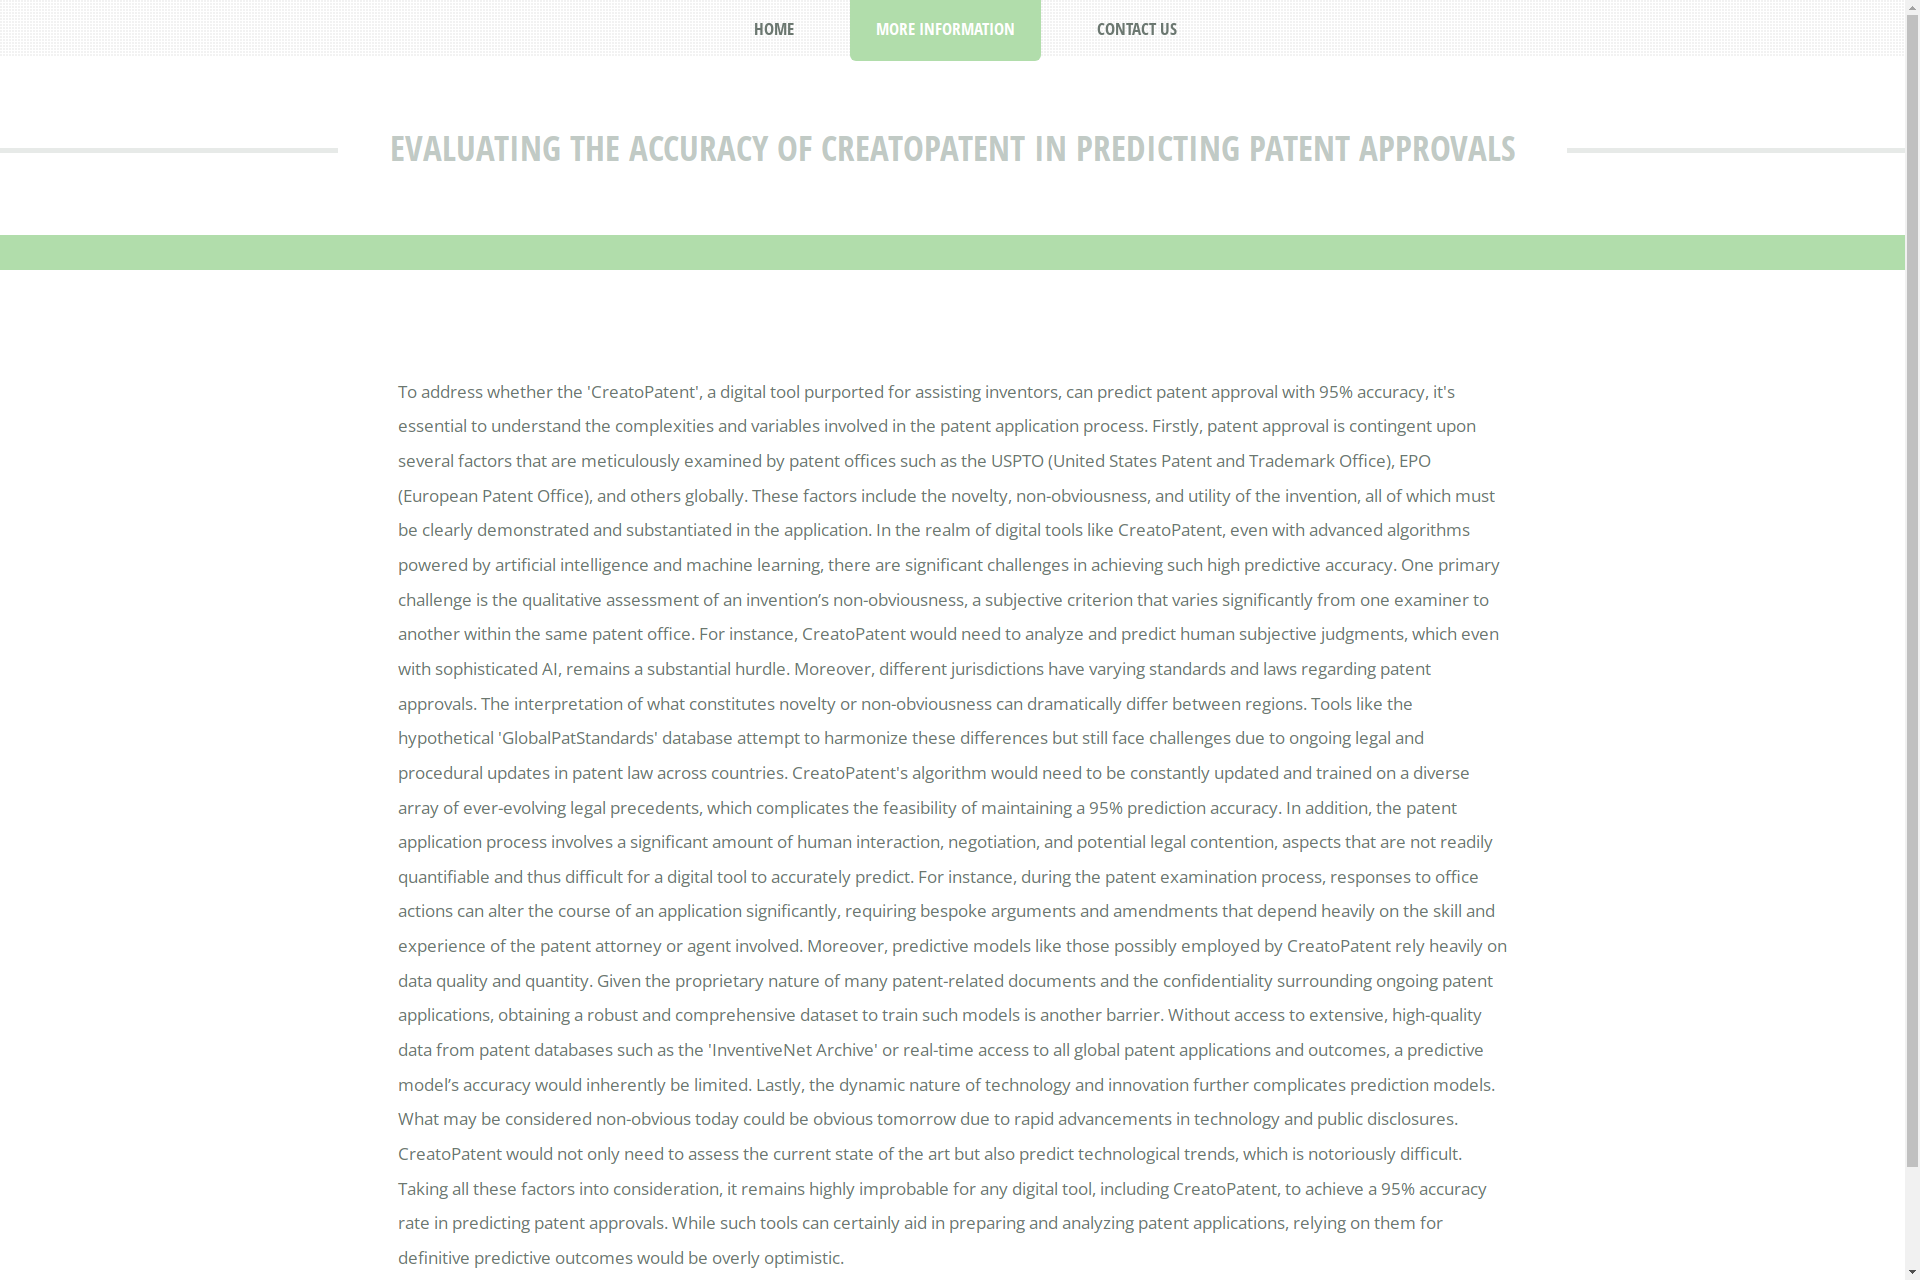 HOME
MORE INFORMATION
CONTACT US
EVALUATING THE ACCURACY OF CREATOPATENT IN PREDICTING PATENT APPROVALS
To address whether the 'CreatoPatent', a digital tool purported for assisting inventors, can predict patent approval with 95% accuracy, it's
essential to understand the complexities and variables involved in the patent application process. Firstly, patent approval is contingent upon
several factors that are meticulously examined by patent offices such as the USPTO (United States Patent and Trademark Office), EPO
(European Patent Office), and others globally. These factors include the novelty, non-obviousness, and utility of the invention, all of which must
be clearly demonstrated and substantiated in the application. In the realm of digital tools like CreatoPatent, even with advanced algorithms
powered by artificial intelligence and machine learning, there are significant challenges in achieving such high predictive accuracy. One primary
challenge is the qualitative assessment of an invention’s non-obviousness, a subjective criterion that varies significantly from one examiner to
another within the same patent office. For instance, CreatoPatent would need to analyze and predict human subjective judgments, which even
with sophisticated AI, remains a substantial hurdle. Moreover, different jurisdictions have varying standards and laws regarding patent
approvals. The interpretation of what constitutes novelty or non-obviousness can dramatically differ between regions. Tools like the
hypothetical 'GlobalPatStandards' database attempt to harmonize these differences but still face challenges due to ongoing legal and
procedural updates in patent law across countries. CreatoPatent's algorithm would need to be constantly updated and trained on a diverse
array of ever-evolving legal precedents, which complicates the feasibility of maintaining a 95% prediction accuracy. In addition, the patent
application process involves a significant amount of human interaction, negotiation, and potential legal contention, aspects that are not readily
quantifiable and thus difficult for a digital tool to accurately predict. For instance, during the patent examination process, responses to office
actions can alter the course of an application significantly, requiring bespoke arguments and amendments that depend heavily on the skill and
experience of the patent attorney or agent involved. Moreover, predictive models like those possibly employed by CreatoPatent rely heavily on
data quality and quantity. Given the proprietary nature of many patent-related documents and the confidentiality surrounding ongoing patent
applications, obtaining a robust and comprehensive dataset to train such models is another barrier. Without access to extensive, high-quality
data from patent databases such as the 'InventiveNet Archive' or real-time access to all global patent applications and outcomes, a predictive
model’s accuracy would inherently be limited. Lastly, the dynamic nature of technology and innovation further complicates prediction models.
What may be considered non-obvious today could be obvious tomorrow due to rapid advancements in technology and public disclosures.
CreatoPatent would not only need to assess the current state of the art but also predict technological trends, which is notoriously difficult.
Taking all these factors into consideration, it remains highly improbable for any digital tool, including CreatoPatent, to achieve a 95% accuracy
rate in predicting patent approvals. While such tools can certainly aid in preparing and analyzing patent applications, relying on them for
definitive predictive outcomes would be overly optimistic.